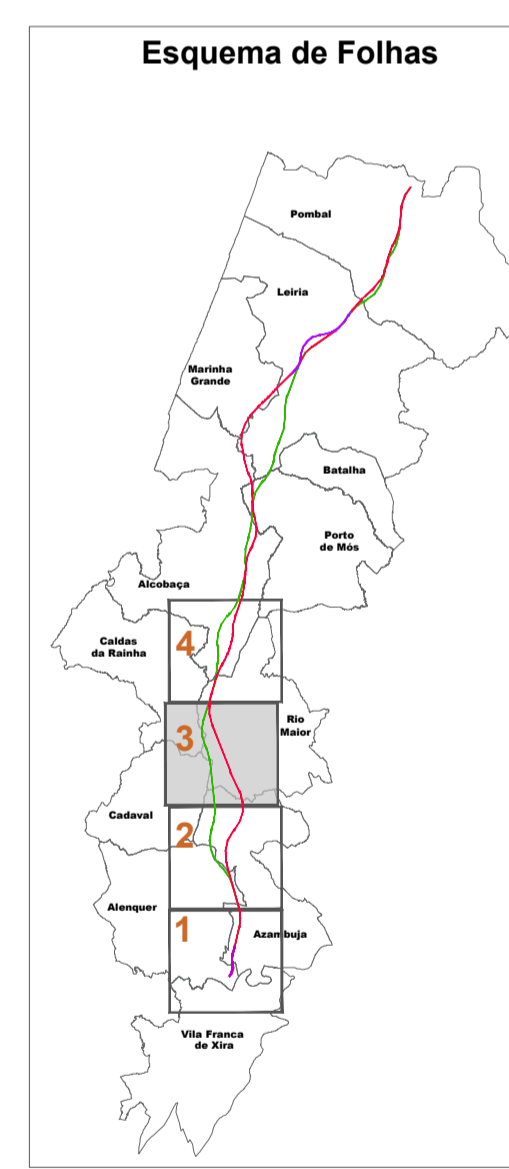 Esquema de Folhas
Pombal
Leiria
Marinha
Grande
Batalha
Porto
de Mós
Alcobaça
Caldas
da Rainha
4
3
Rio
Maior
Cadaval
2
Alenquer
1
Azambuja
Vila Franca
de Xira